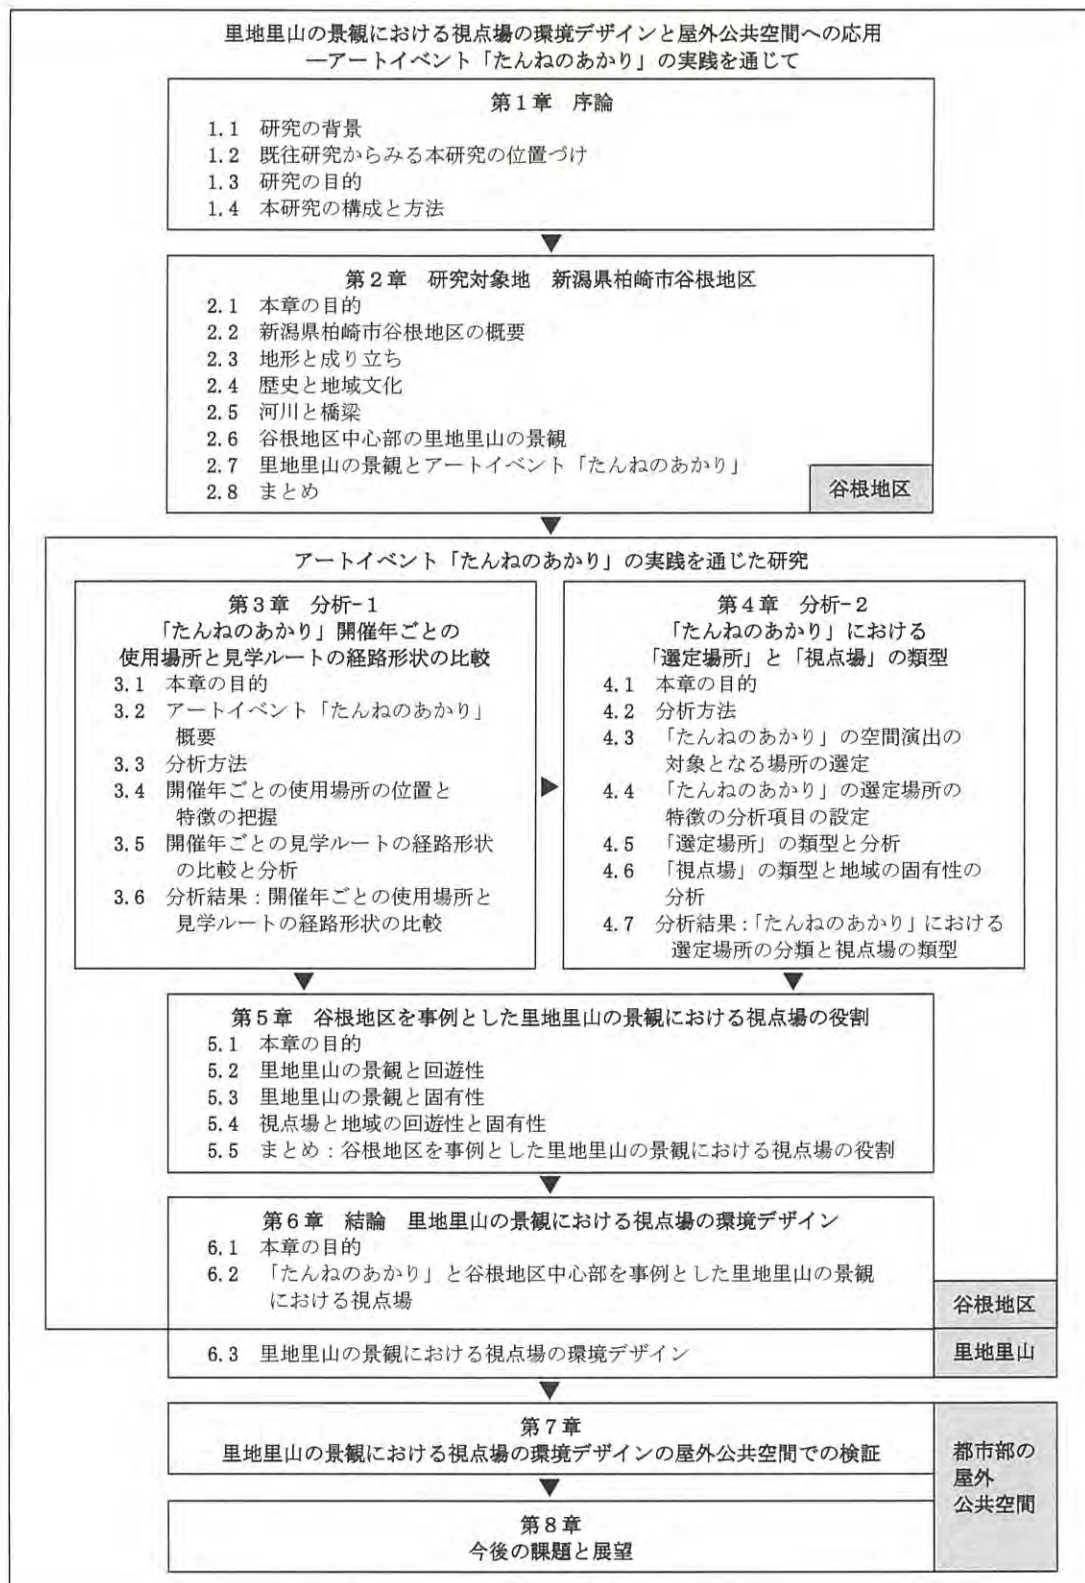 里地里山の景観における視点場の環境デザインと屋外公共空間への応用
―アートイベント「たんねのあかり」の実践を通じて
第1章 序論
1.1 研究の背景
1.2 既往研究からみる本研究の位置づけ
1.3 研究の目的
1.4 本研究の構成と方法
第2章 研究対象地 新潟県柏崎市谷根地区
2.1 本章の目的
2.2 新潟県柏崎市谷根地区の概要
2.3 地形と成り立ち
2.4 歴史と地域文化
2.5 河川と橋梁
2.6 谷根地区中心部の里地里山の景観
2.7 里地里山の景観とアートイベント「たんねのあかり」
2.8 まとめ
谷根地区
アートイベント「たんねのあかり」の実践を通じた研究
第3章 分析-1
「たんねのあかり」開催年ごとの
使用場所と見学ルートの経路形状の比較
3.1 本章の目的
3.2 アートイベント「たんねのあかり」
概要
3.3 分析方法
3.4 開催年ごとの使用場所の位置と
特徴の把握
3.5 開催年ごとの見学ルートの経路形状
の比較と分析
3.6 分析結果：開催年ごとの使用場所と
見学ルートの経路形状の比較
第4章 分析-2
「たんねのあかり」における
「選定場所」と「視点場」の類型
4.1 本章の目的
4.2 分析方法
4.3 「たんねのあかり」の空間演出の
対象となる場所の選定
4.4 「たんねのあかり」の選定場所の
特徴の分析項目の設定
4.5 「選定場所」の類型と分析
4.6 「視点場」の類型と地域の固有性の
分析
4.7 分析結果：「たんねのあかり」における
選定場所の分類と視点場の類型
第5章 谷根地区を事例とした里地里山の景観における視点場の役割
5.1 本章の目的
5.2 里地里山の景観と回遊性
5.3 里地里山の景観と固有性
5.4 視点場と地域の回遊性と固有性
5.5 まとめ：谷根地区を事例とした里地里山の景観における視点場の役割
第6章 結論 里地里山の景観における視点場の環境デザイン
6.1 本章の目的
6.2 「たんねのあかり」と谷根地区中心部を事例とした里地里山の景観
における視点場
谷根地区
6.3 里地里山の景観における視点場の環境デザイン
里地里山
第7章
里地里山の景観における視点場の環境デザインの屋外公共空間での検証
都市部の
屋外
公共空間
第8章
今後の課題と展望